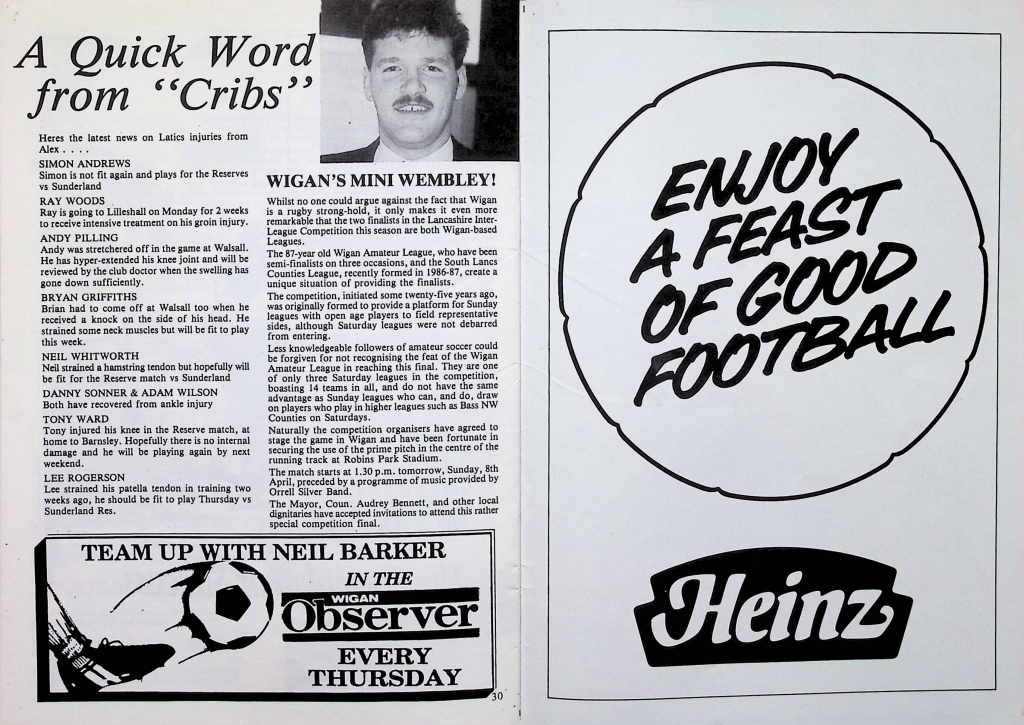 A Quick Word
from "Cribs"
Heres the latest news on Latics injuries from
Alex . . . .
SIMON ANDREWS
Simon is not fit again and plays for the Reserves
vs Sunderland
RAY WOODS
Ray is going to Lilleshall on Monday for 2 weeks
to receive intensive treatment on his groin injury.
ANDY PILLING
Andy was stretchered off in the game at Walsall.
He has hyper-extended his knee joint and will be
reviewed by the club doctor when the swelling has
gone down sufficiently.
BRYAN GRIFFITHS
Brian had to come off at Walsall too when he
received a knock on the side of his head. He
strained some neck muscles but will be fit to play
this week.
NEIL WHITWORTH
Neil strained a hamstring tendon but hopefully will
be fit for the Reserve match vs Sunderland
DANNY SONNER & ADAM WILSON
Both have recovered from ankle injury
TONY WARD
Tony injured his knee in the Reserve match, at
home to Barnsley. Hopefully there is no internal
damage and he will be playing again by next
weekend.
LEE ROGERSON
Lee strained his patella tendon in training two
weeks ago, he should be fit to play Thursday vs
Sunderland Res.
WIGAN'S MINI WEMBLEY!
Whilst no one could argue against the fact that Wigan
is a rugby strong-hold, it only makes it even more
remarkable that the two finalists in the Lancashire Inter-
League Competition this season are both Wigan-based
Leagues.
The 87-year old Wigan Amateur League, who have been
semi-finalists on three occasions, and the South Lancs
Counties League, recently formed in 1986-87, create a
unique situation of providing the finalists.
The competition, initiated some twenty-five years ago,
was originally formed to provide a platform for Sunday
leagues with open age players to field representative
sides, although Saturday leagues were not debarred
from entering.
Less knowledgeable followers of amateur soccer could
be forgiven for not recognising the feat of the Wigan
Amateur League in reaching this final. They are one
of only three Saturday leagues in the competition,
boasting 14 teams in all, and do not have the same
advantage as Sunday leagues who can, and do, draw
on players who play in higher leagues such as Bass NW
Counties on Saturdays.
Naturally the competition organisers have agreed to
stage the game in Wigan and have been fortunate in
securing the use of the prime pitch in the centre of the
running track at Robins Park Stadium.
The match starts at 1.30 p.m. tomorrow, Sunday, 8th
April, preceded by a programme of music provided by
Orrell Silver Band.
The Mayor, Coun. Audrey Bennett, and other local
dignitaries have accepted invitations to attend this rather
special competition final.
TEAM UP WITH NEIL BARKER
IN THE
WIGAN
Observer
EVERY
THURSDAY
30
ENJOY
A FEAST
OF GOOD
FOOTBALL
Heinz